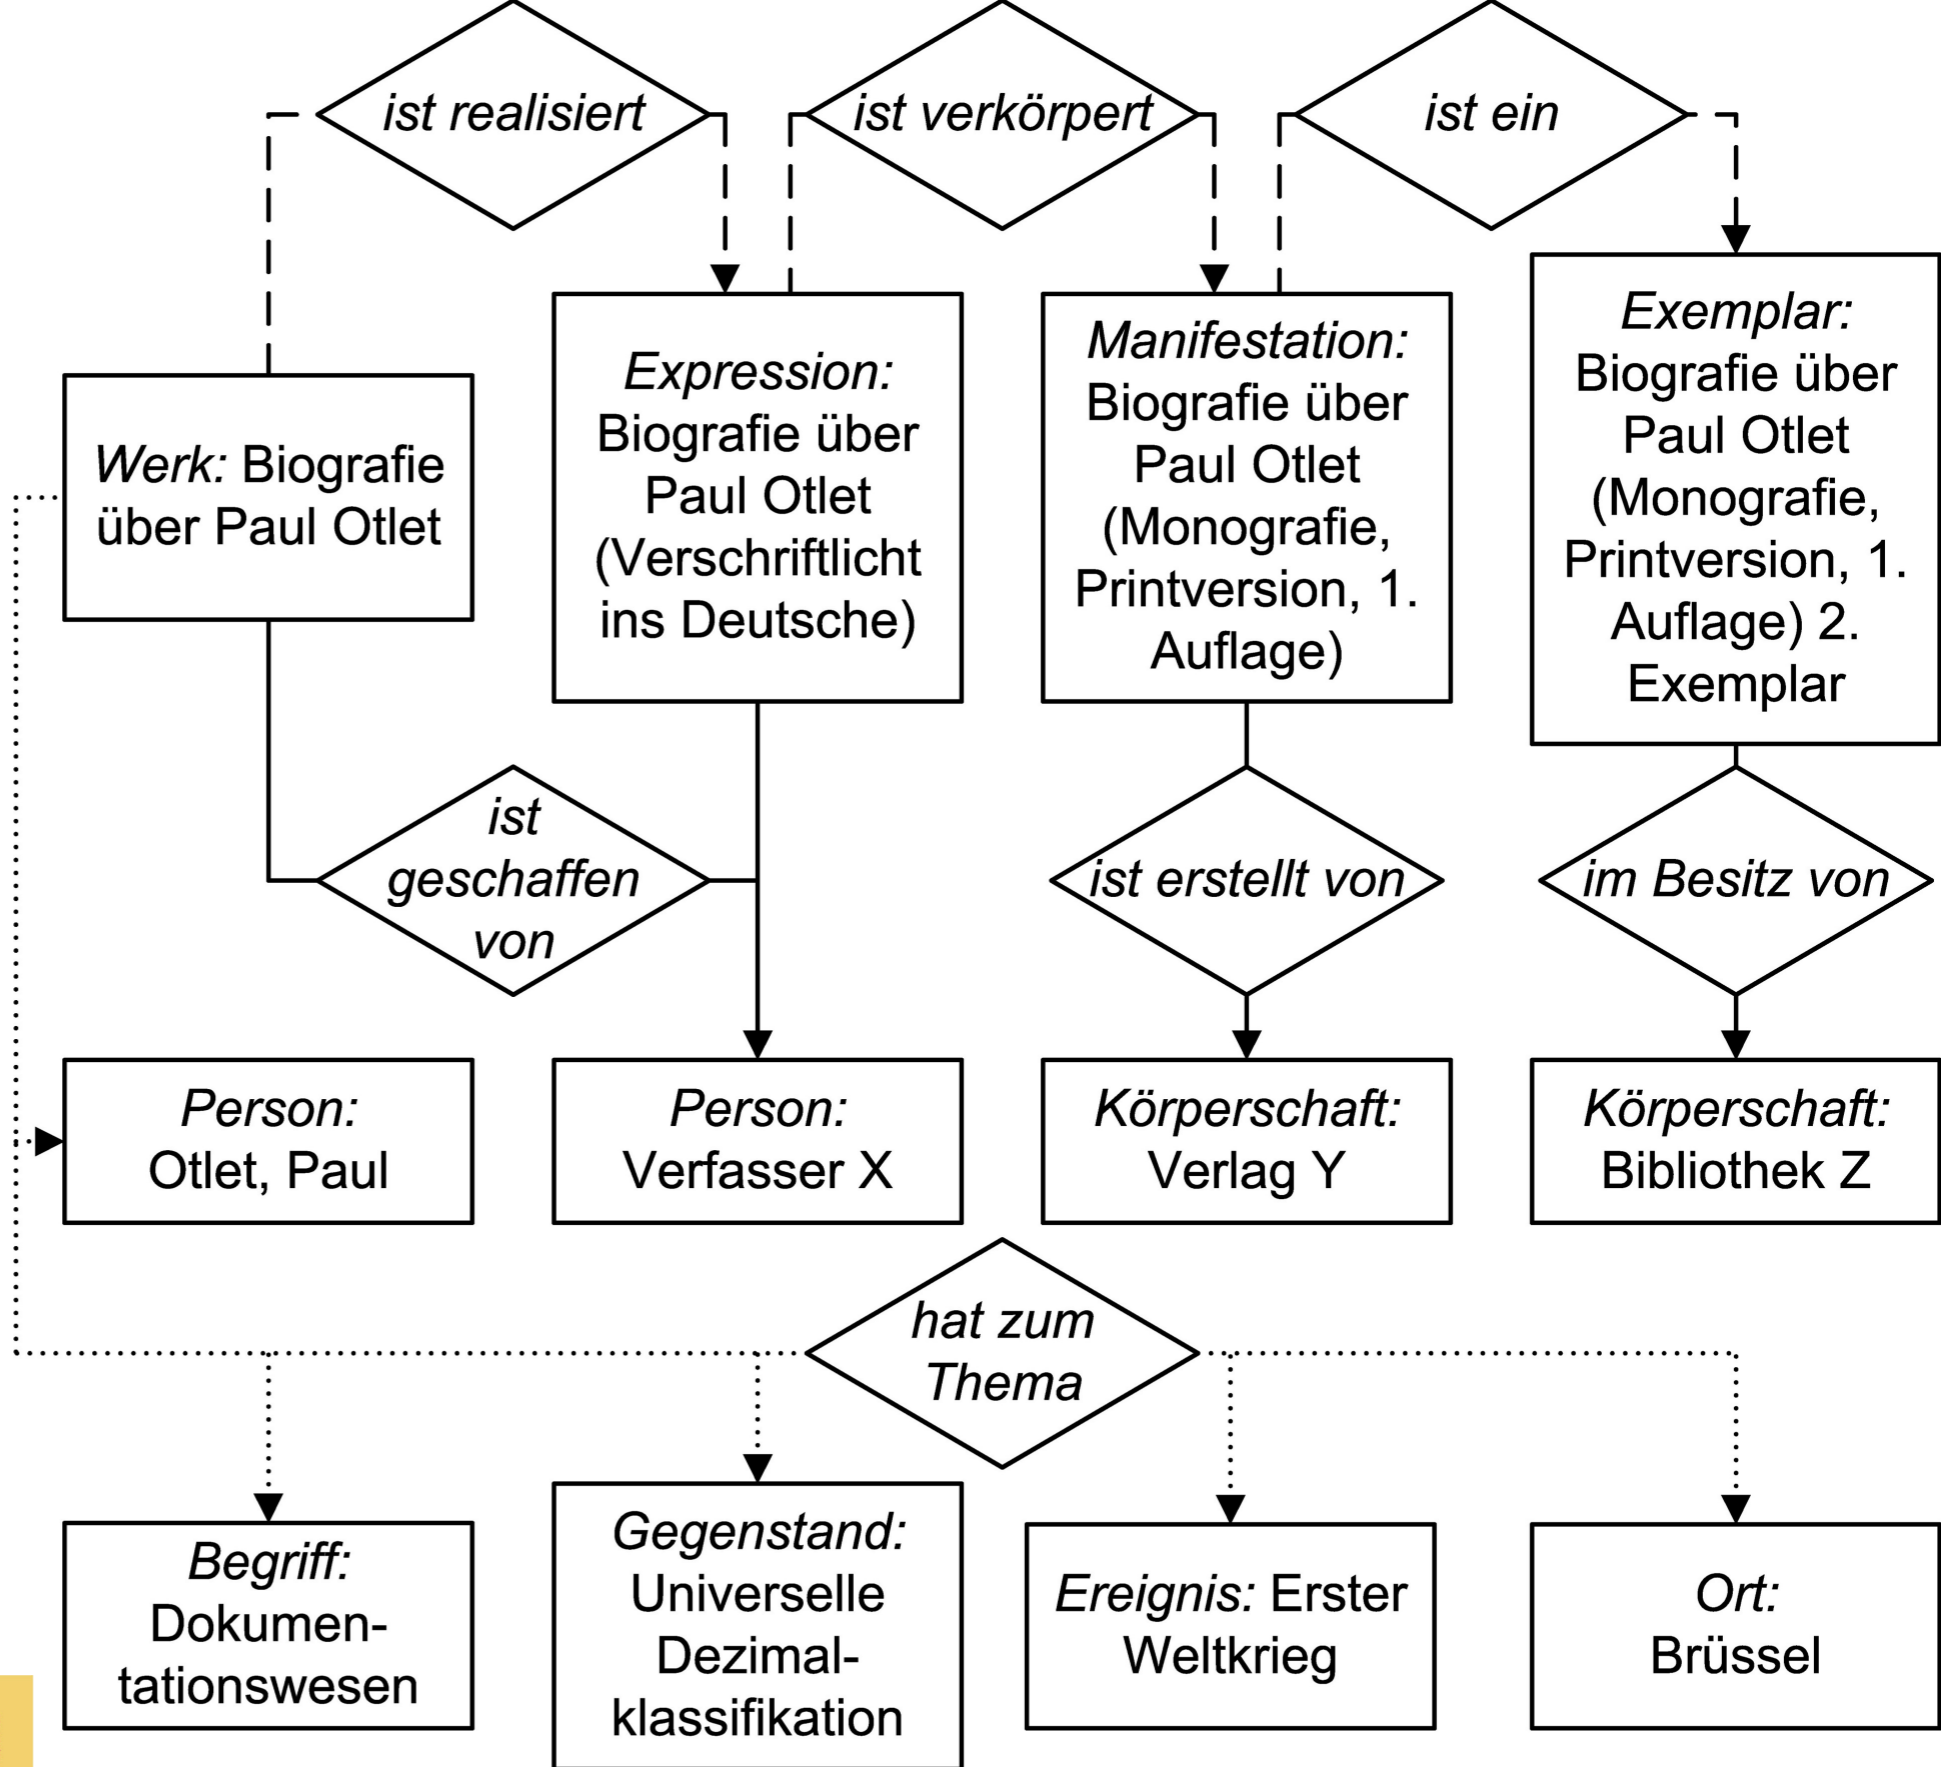 ist realisiert
ist verkörpert
ist ein
Werk: Biografie
über Paul Otlet
Expression:
Biografie über
Paul Otlet
(Verschriftlicht
ins Deutsche)
Manifestation:
Biografie über
Paul Otlet
(Monografie,
Printversion, 1.
Auflage)
Exemplar:
Biografie über
Paul Otlet
(Monografie,
Printversion, 1.
Auflage) 2.
Exemplar
ist
geschaffen
von
ist erstellt von
im Besitz von
Person:
Otlet, Paul
Person:
Verfasser X
Körperschaft:
Verlag Y
Körperschaft:
Bibliothek Z
hat zum
Thema
Begriff:
Dokumen-
tationswesen
Gegenstand:
Universelle
Dezimal-
klassifikation
Ereignis: Erster
Weltkrieg
Ort:
Brüssel